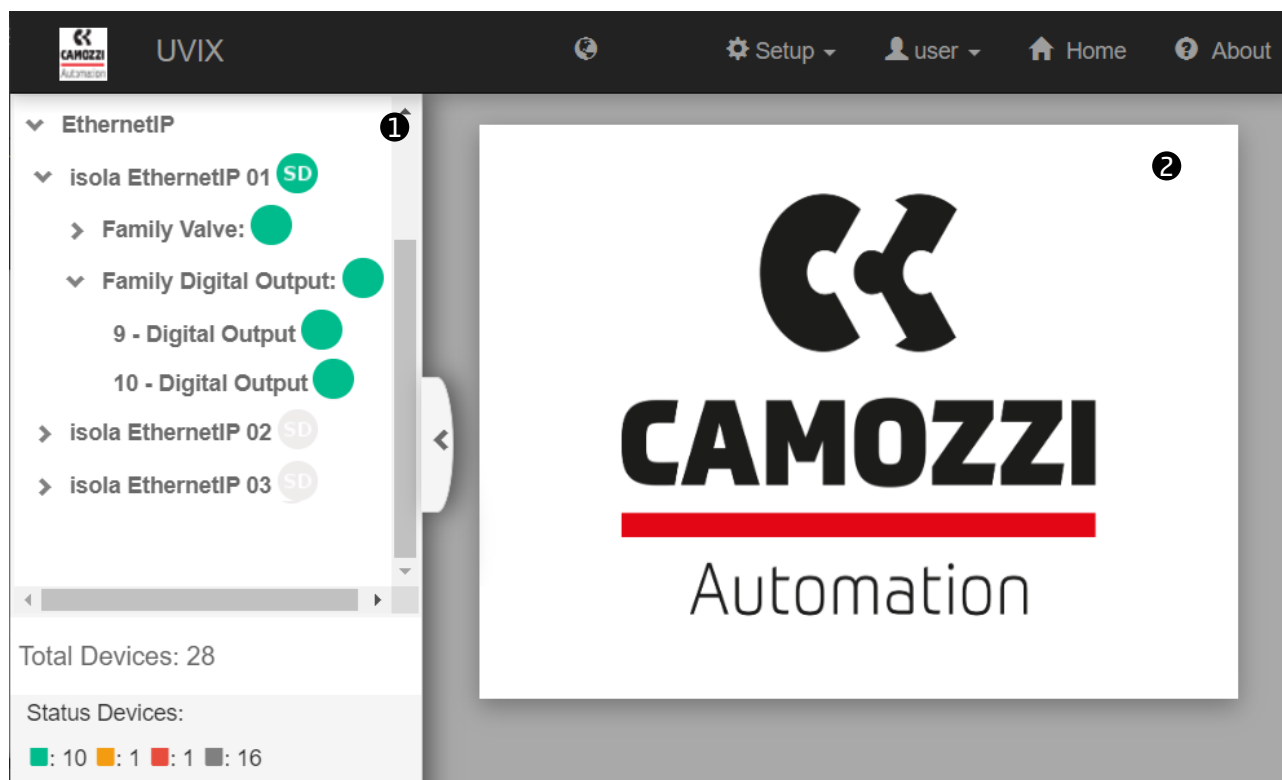 CAMOZZI
Automation
UVIX
Setup
user
Home
About
EthernetIP
❶
isola EthernetIP 01 SD
Family Valve:
Family Digital Output:
9 - Digital Output
10 - Digital Output
isola EthernetIP 02 SD
isola EthernetIP 03 SD
Total Devices: 28
Status Devices:
: 10 : 1 : 1 : 16
❷
CAMOZZI
Automation